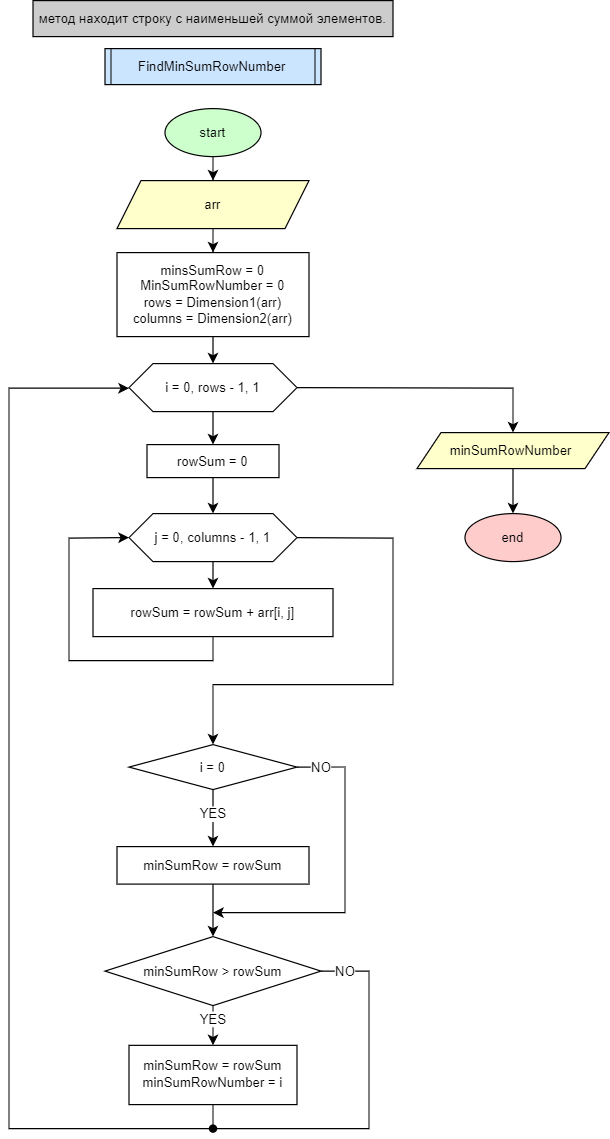 метод находит строку с наименьшей суммой элементов.
FindMinSumRowNumber
start
arr
minsSumRow = 0
MinSumRowNumber = 0
rows = Dimension1(arr)
columns = Dimension2(arr)
i = 0, rows - 1, 1
minSumRowNumber
rowSum = 0
j = 0, columns - 1, 1
end
rowSum = rowSum + arr[i, j]
i = 0
NO
YES
minSumRow = rowSum
minSumRow > rowSum
NO
YES
minSumRow = rowSum
minSumRowNumber = i